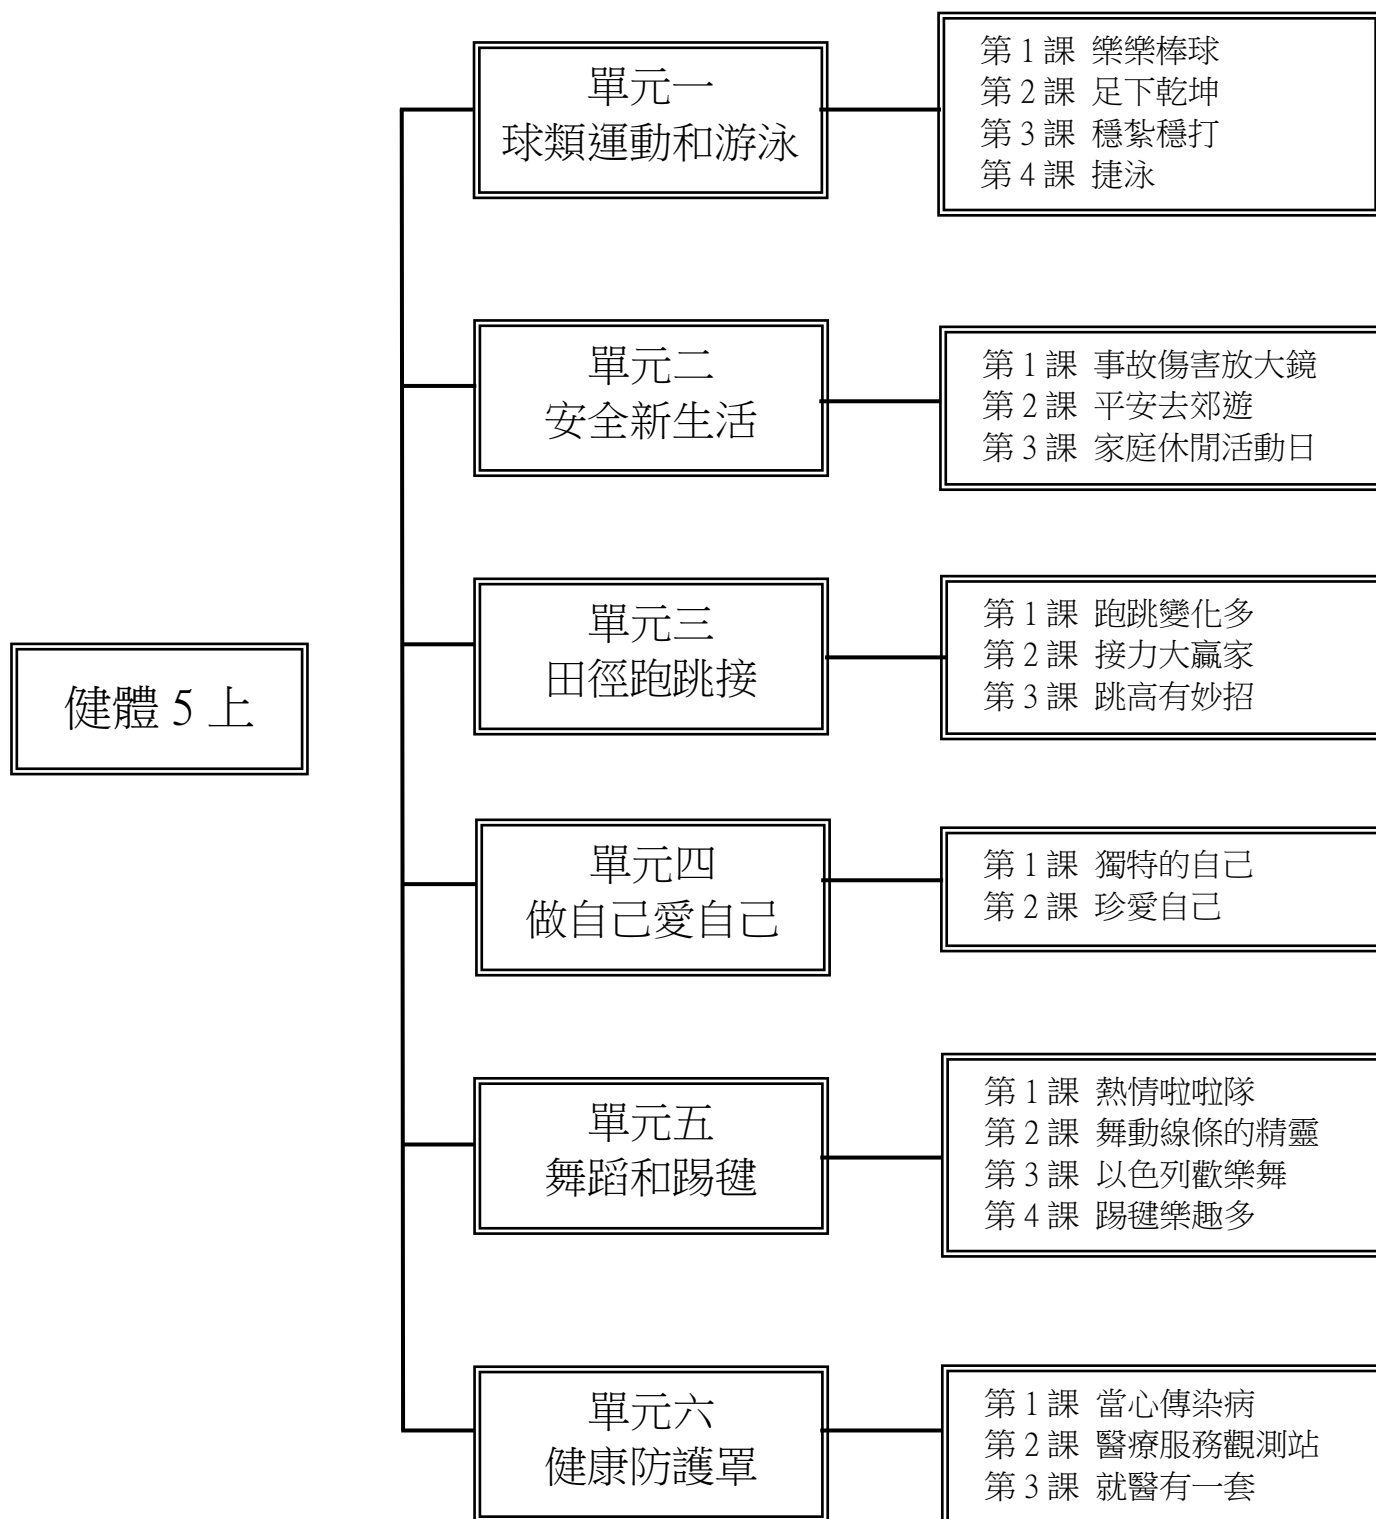 健體 5 上
單元一
球類運動和游泳
第 1 課 樂樂棒球
第 2 課 足下乾坤
第 3 課 穩紮穩打
第 4 課 捷泳
單元二
安全新生活
第 1 課 事故傷害放大鏡
第 2 課 平安去郊遊
第 3 課 家庭休閒活動日
單元三
田徑跑跳接
第 1 課 跑跳變化多
第 2 課 接力大贏家
第 3 課 跳高有妙招
單元四
做自己愛自己
第 1 課 獨特的自己
第 2 課 珍愛自己
單元五
舞蹈和踢毽
第 1 課 熱情啦啦隊
第 2 課 舞動線條的精靈
第 3 課 以色列歡樂舞
第 4 課 踢毽樂趣多
單元六
健康防護罩
第 1 課 當心傳染病
第 2 課 醫療服務觀測站
第 3 課 就醫有一套